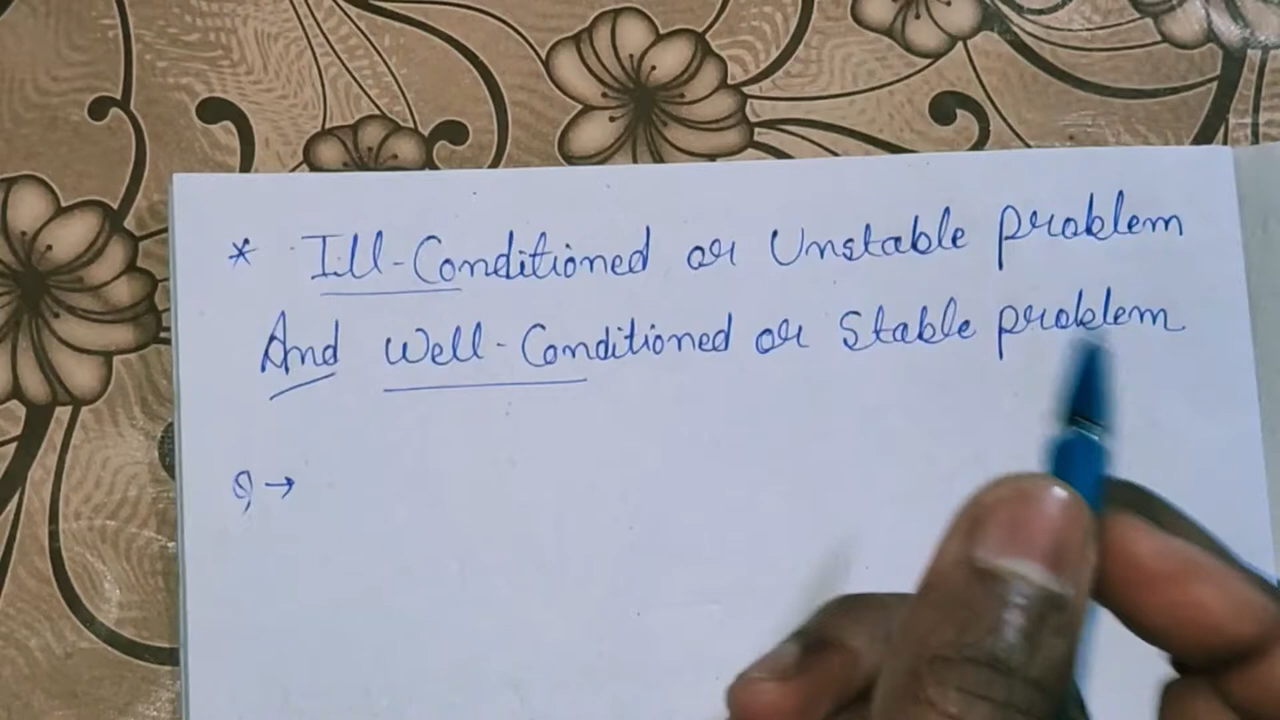 * Ill-Conditioned or Unstable problem
And Well-Conditioned or Stable problem
Q →